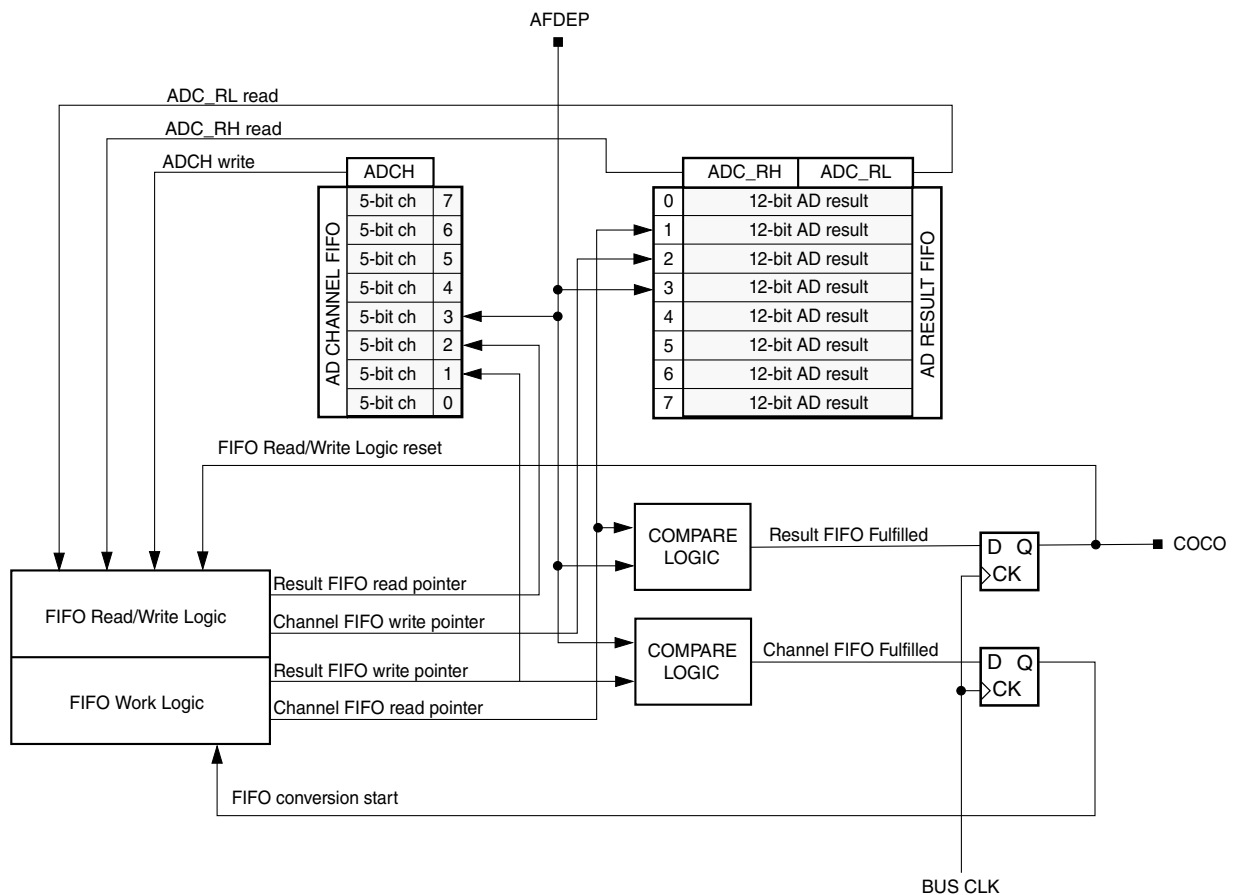 AFDEP
ADC_RL read
ADC_RH read
ADCH write
ADCH
ADC_RH ADC_RL
AD CHANNEL FIFO
5-bit ch 7
5-bit ch 6
5-bit ch 5
5-bit ch 4
5-bit ch 3
5-bit ch 2
5-bit ch 1
5-bit ch 0
0 12-bit AD result
1 12-bit AD result
2 12-bit AD result
3 12-bit AD result
4 12-bit AD result
5 12-bit AD result
6 12-bit AD result
7 12-bit AD result
AD RESULT FIFO
FIFO Read/Write Logic reset
COMPARE
LOGIC
Result FIFO Fulfilled
D Q
CK
COCO
FIFO Read/Write Logic
Result FIFO read pointer
Channel FIFO write pointer
FIFO Work Logic
Result FIFO write pointer
Channel FIFO read pointer
COMPARE
LOGIC
Channel FIFO Fulfilled
D Q
CK
FIFO conversion start
BUS CLK